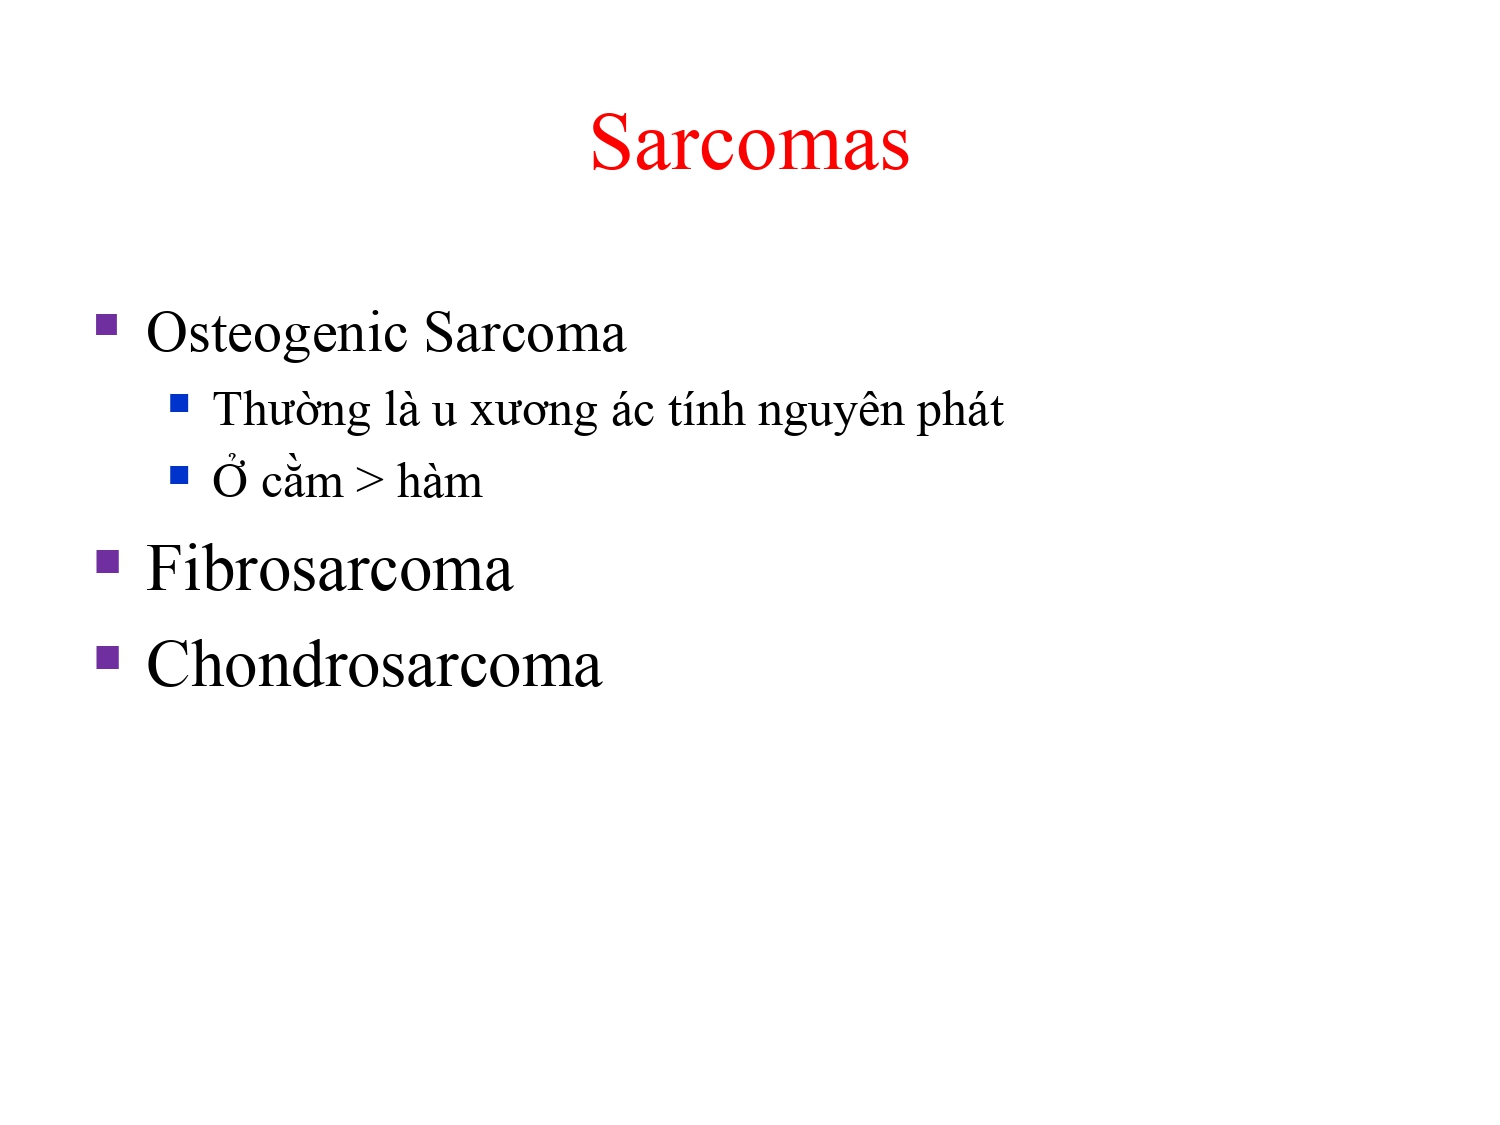 Sarcomas
Osteogenic Sarcoma
Thường là u xương ác tính nguyên phát
Ở cằm > hàm
Fibrosarcoma
Chondrosarcoma